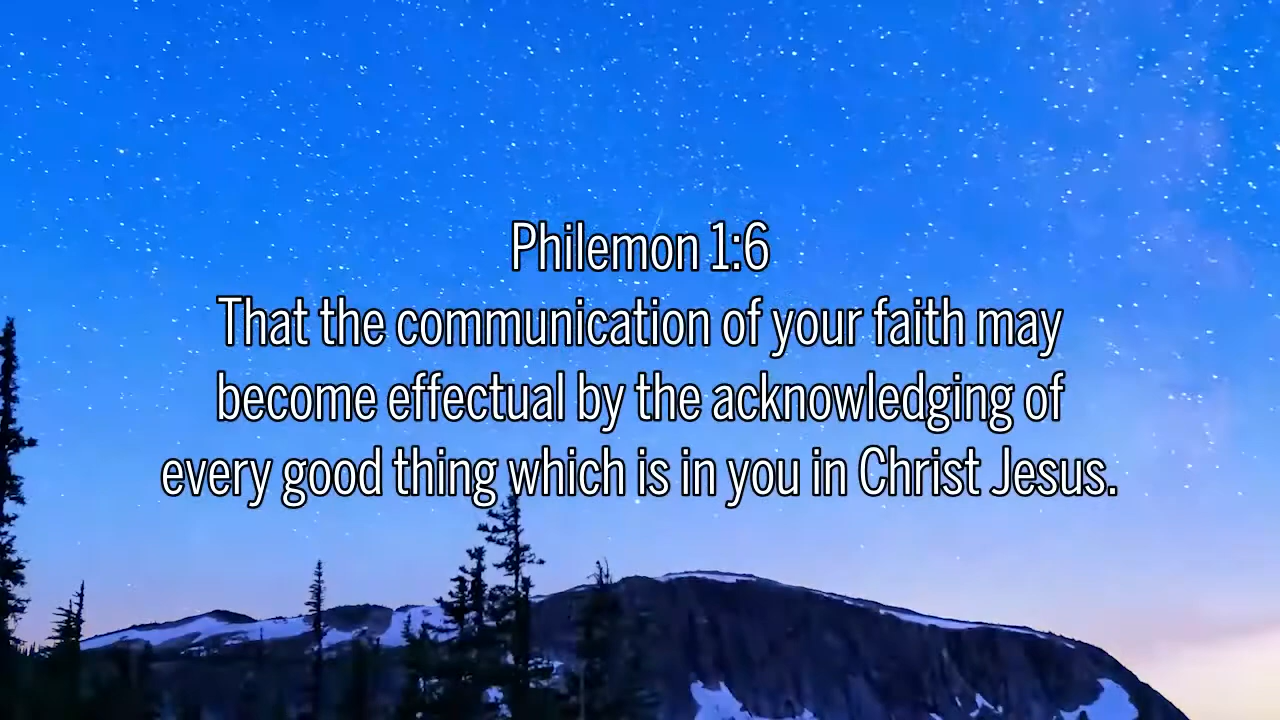 Philemon 1:6
That the communication of your faith may
become effectual by the acknowledging of
every good thing which is in you in Christ Jesus.